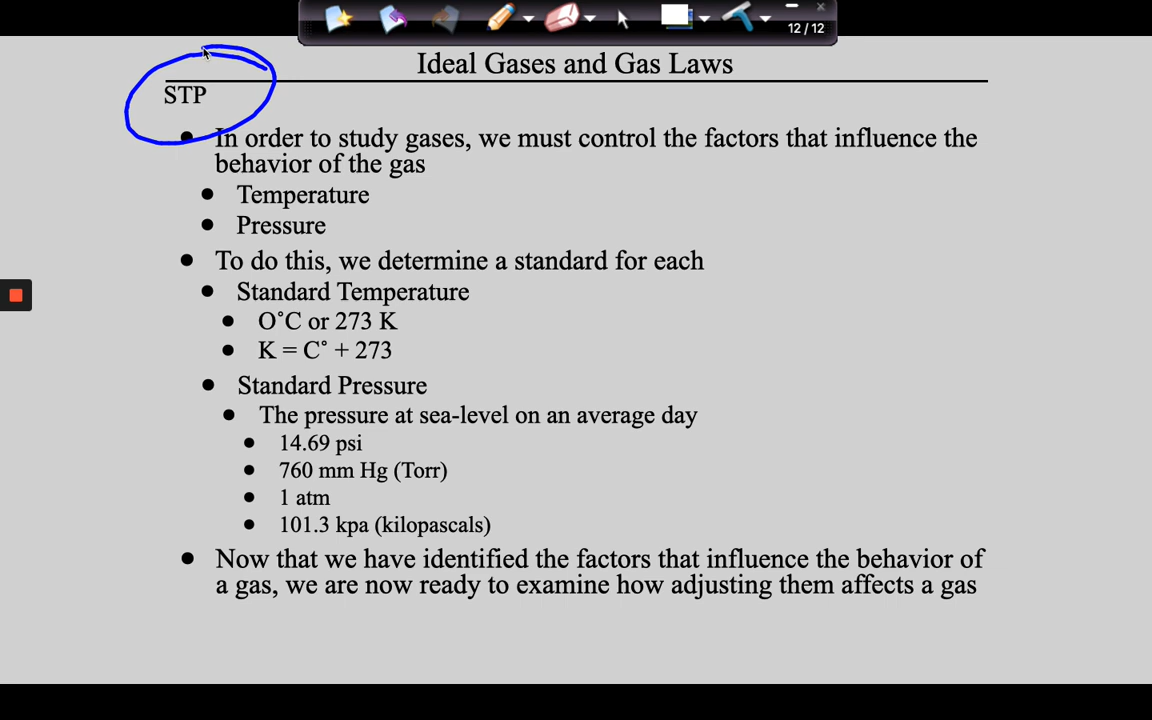 12 / 12
Ideal Gases and Gas Laws
STP
• In order to study gases, we must control the factors that influence the
behavior of the gas
• Temperature
• Pressure
• To do this, we determine a standard for each
• Standard Temperature
• O˚C or 273 K
• K = C˚ + 273
• Standard Pressure
• The pressure at sea-level on an average day
• 14.69 psi
• 760 mm Hg (Torr)
• 1 atm
• 101.3 kpa (kilopascals)
• Now that we have identified the factors that influence the behavior of
a gas, we are now ready to examine how adjusting them affects a gas